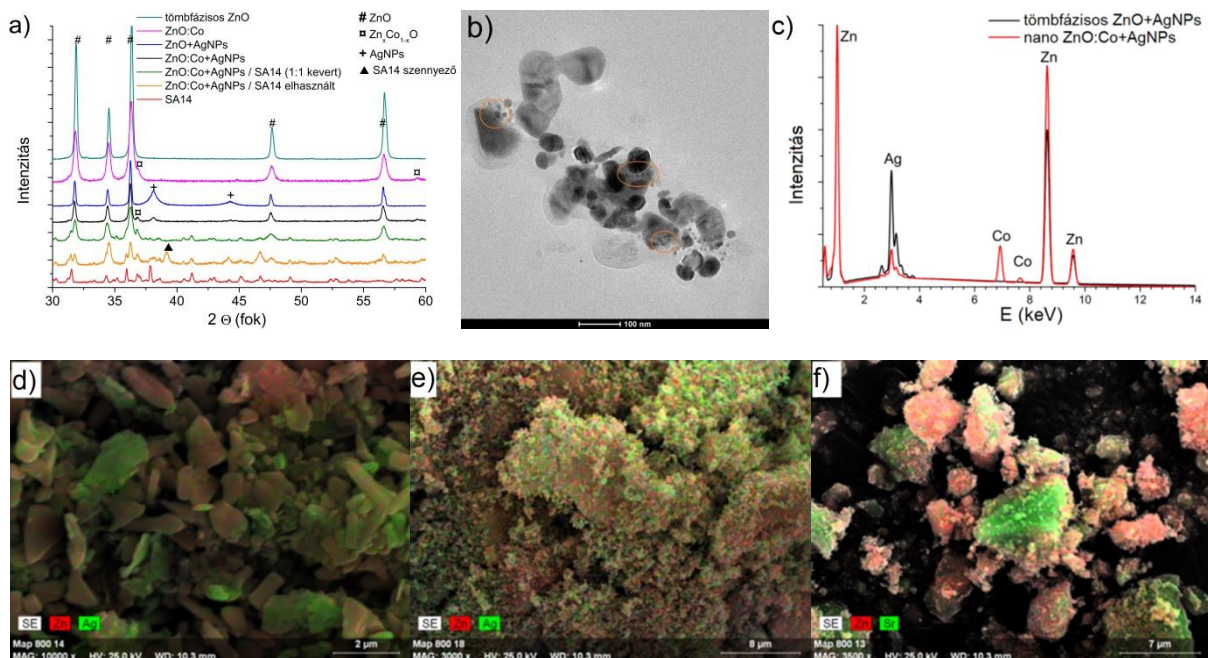 a)
tömbfázisos ZnO
ZnO:Co
ZnO+AgNPs
ZnO:Co+AgNPs
ZnO:Co+AgNPs / SA14 (1:1 kevert)
ZnO:Co+AgNPs / SA14 elhasznált
SA14
# ZnO
¤ ZnxCo1-xO
+ AgNPs
▲ SA14 szennyező
# # # # #
¤ ¤
+ +
¤
▲
Intenzitás
30 35 40 45 50 55 60
2 Θ (fok)
b)
100 nm
c)
tömbfázisos ZnO+AgNPs
nano ZnO:Co+AgNPs
Zn
Ag
Co
Co
Zn
Zn
Intenzitás
2 4 6 8 10 12 14
E (keV)
d)
SE Zn Ag
Map 800 14
2 µm
MAG: 10000 x HV: 25.0 kV WD: 10.3 mm
e)
SE Zn Ag
Map 800 18
8 µm
MAG: 3000 x HV: 25.0 kV WD: 10.3 mm
f)
SE Zn Sr
Map 800 13
7 µm
MAG: 3500 x HV: 25.0 kV WD: 10.3 mm